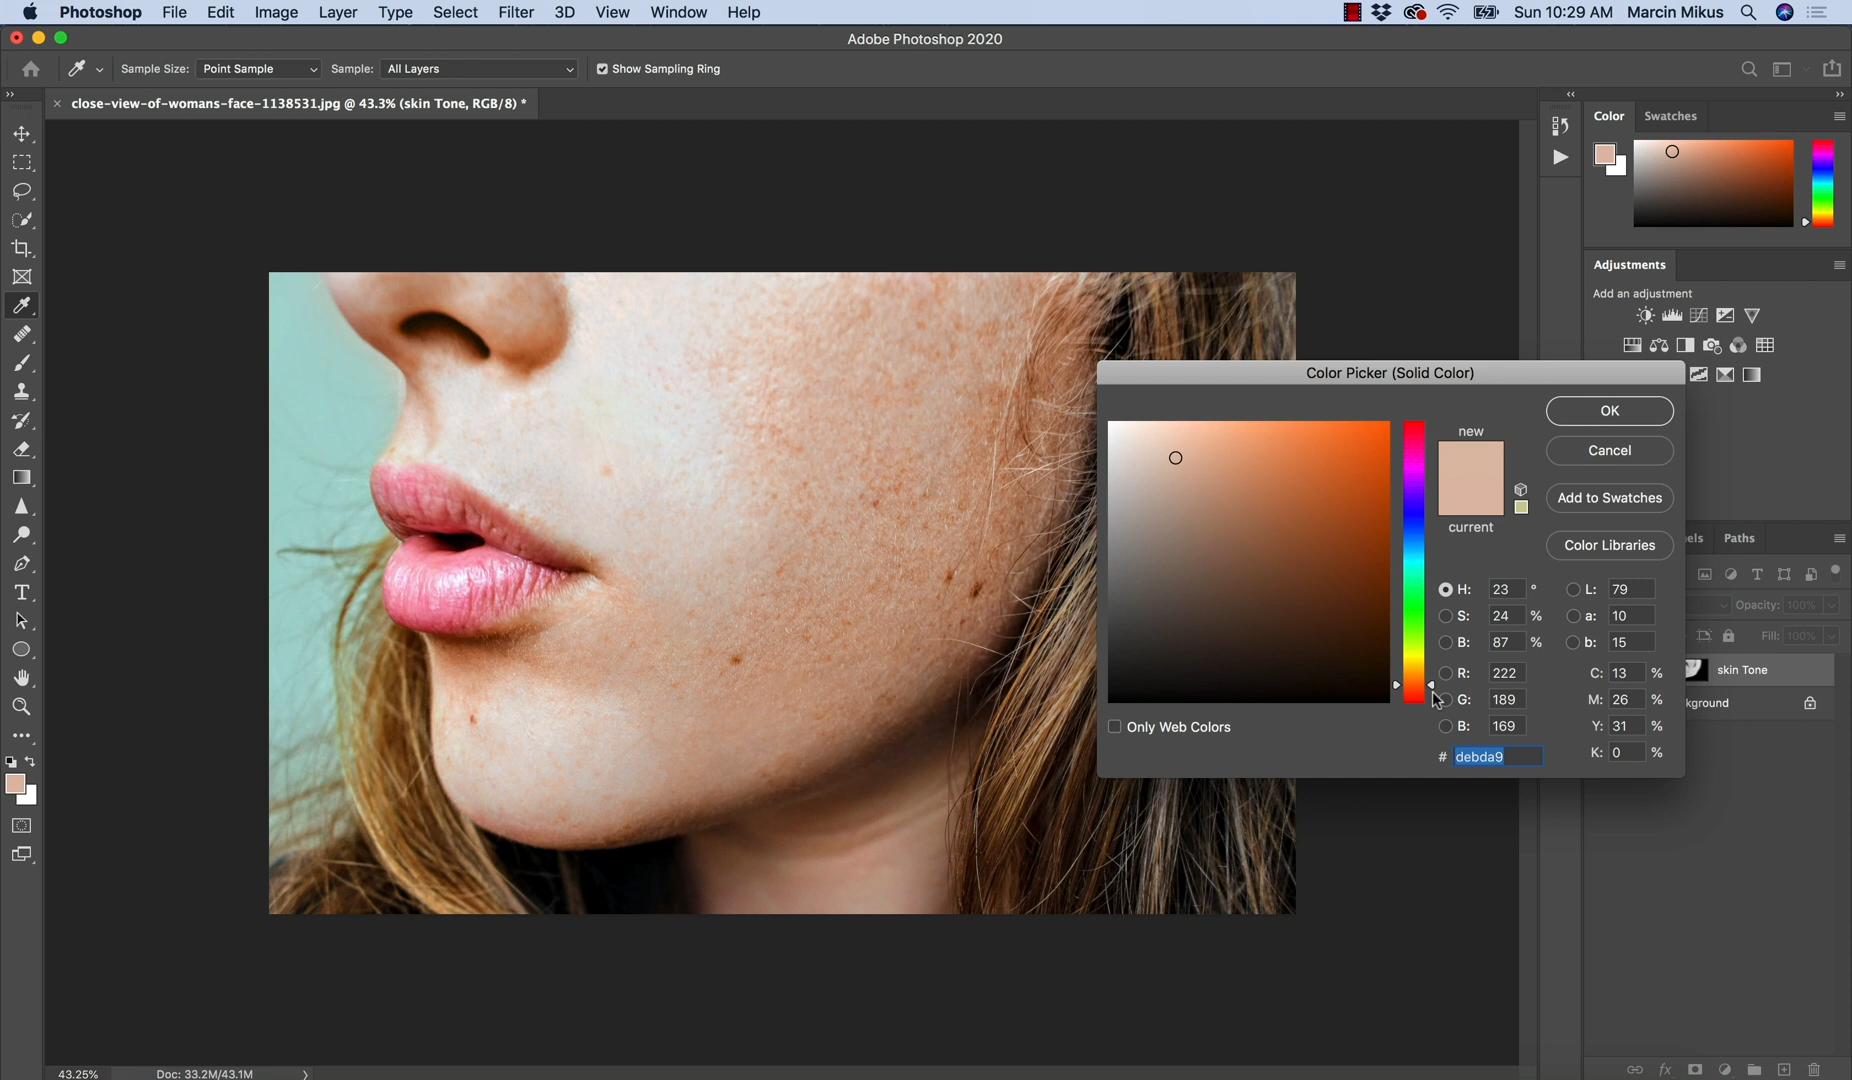 Photoshop File Edit Image Layer Type Select Filter 3D View Window Help Sun 10:29 AM Marcin Mikus
Adobe Photoshop 2020
Sample Size: Point Sample Sample: All Layers Show Sampling Ring
close-view-of-womans-face-1138531.jpg @ 43.3% (skin Tone, RGB/8) *
Color Swatches
Adjustments
Add an adjustment
Color Picker (Solid Color)
OK
new
Cancel
Add to Swatches
current
Color Libraries
els Paths
H: 23 ° L: 79
Opacity: 100%
S: 24 % a: 10
B: 87 % b: 15
Fill: 100%
R: 222 C: 13 %
skin Tone
G: 189 M: 26 %
kground
Only Web Colors
B: 169 Y: 31 %
# debda9 K: 0 %
fx
43.25% Doc: 33.2M/43.1M